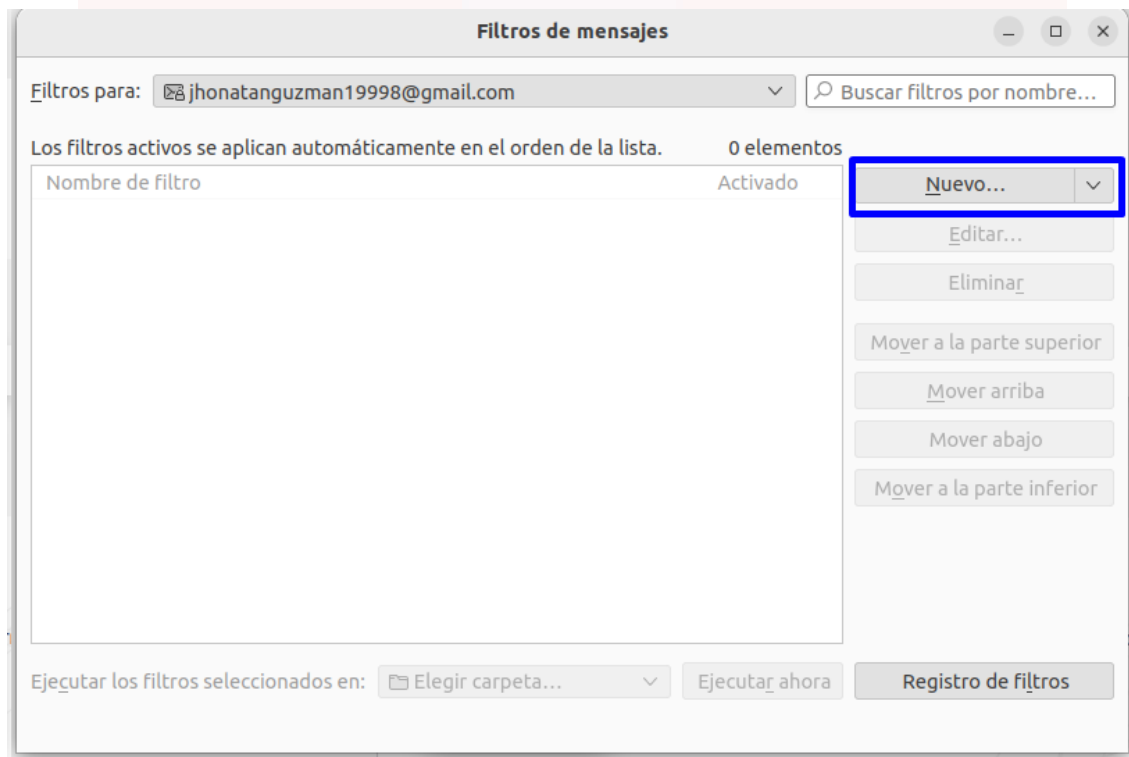 Filtros de mensajes
Filtros para: jhonatanguzman19998@gmail.com Buscar filtros por nombre...
Los filtros activos se aplican automáticamente en el orden de la lista. 0 elementos
Nombre de filtro Activado
Nuevo...
Editar...
Eliminar
Mover a la parte superior
Mover arriba
Mover abajo
Mover a la parte inferior
Ejecutar los filtros seleccionados en: Elegir carpeta... Ejecutar ahora Registro de filtros